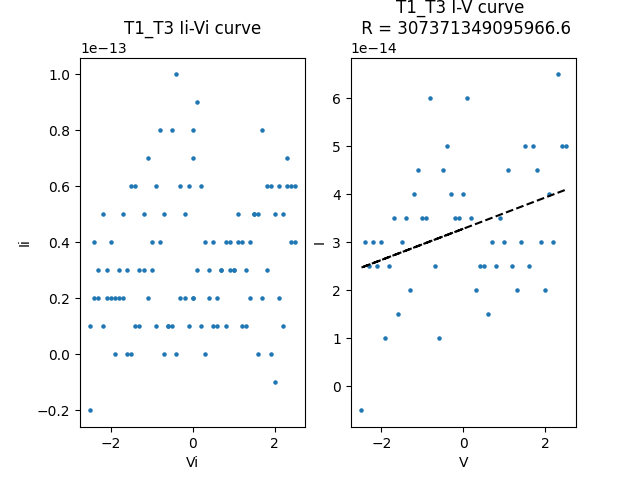 T1_T3 Ii-Vi curve
1e−13
1.0
0.8
0.6
0.4
0.2
0.0
−0.2
−2
0
2
Ii
Vi
T1_T3 I-V curve
R = 307371349095966.6
1e−14
6
5
4
3
2
1
0
−2
0
2
I
V